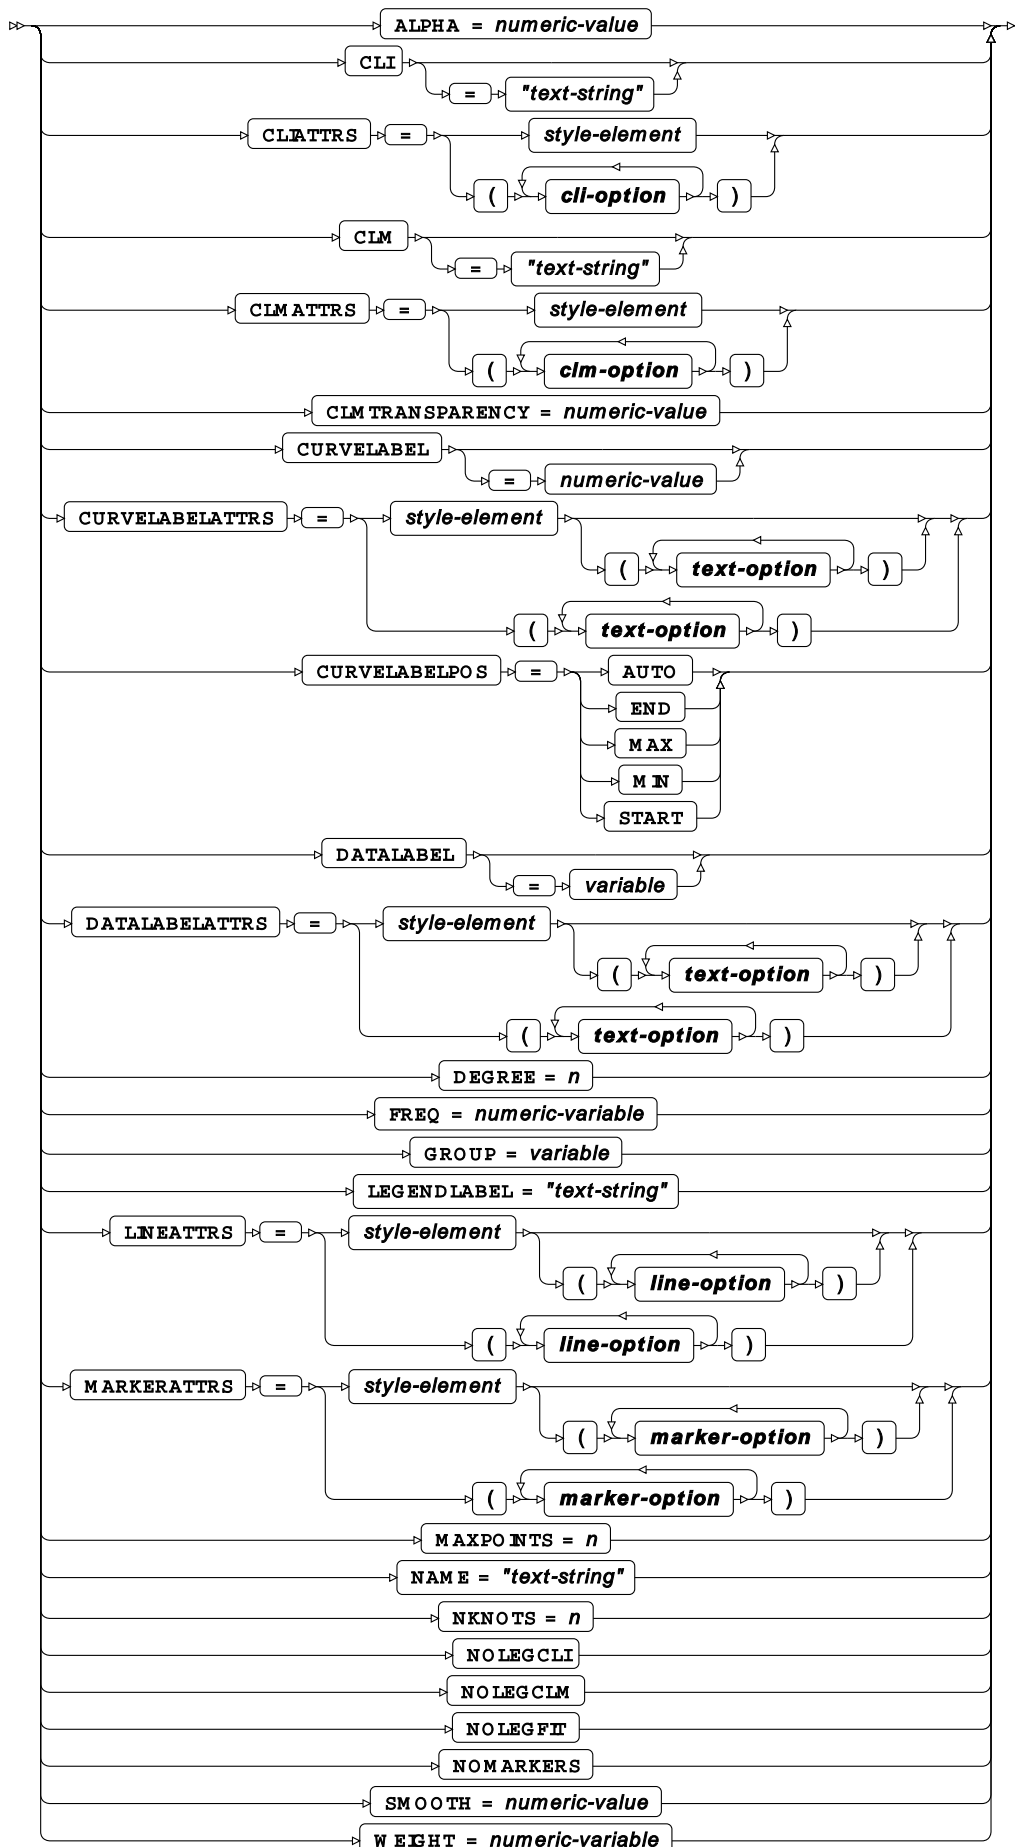 ALPHA = numeric-value
CLI
= "text-string"
CLIATTRS = style-element
( cli-option )
CLM
= "text-string"
CLMATTRS = style-element
( clm-option )
CLMTRANSPARENCY = numeric-value
CURVELABEL
= numeric-value
CURVELABELATTRS = style-element
( text-option )
( text-option )
CURVELABELPOS = AUTO
END
MAX
MIN
START
DATALABEL
= variable
DATALABELATTRS = style-element
( text-option )
( text-option )
DEGREE = n
FREQ = numeric-variable
GROUP = variable
LEGENDLABEL = "text-string"
LINEATTRS = style-element
( line-option )
( line-option )
MARKERATTRS = style-element
( marker-option )
( marker-option )
MAXPOINTS = n
NAME = "text-string"
NKNOTS = n
NOLEGCLI
NOLEGCLM
NOLEGFIT
NOMARKERS
SMOOTH = numeric-value
WEIGHT = numeric-variable